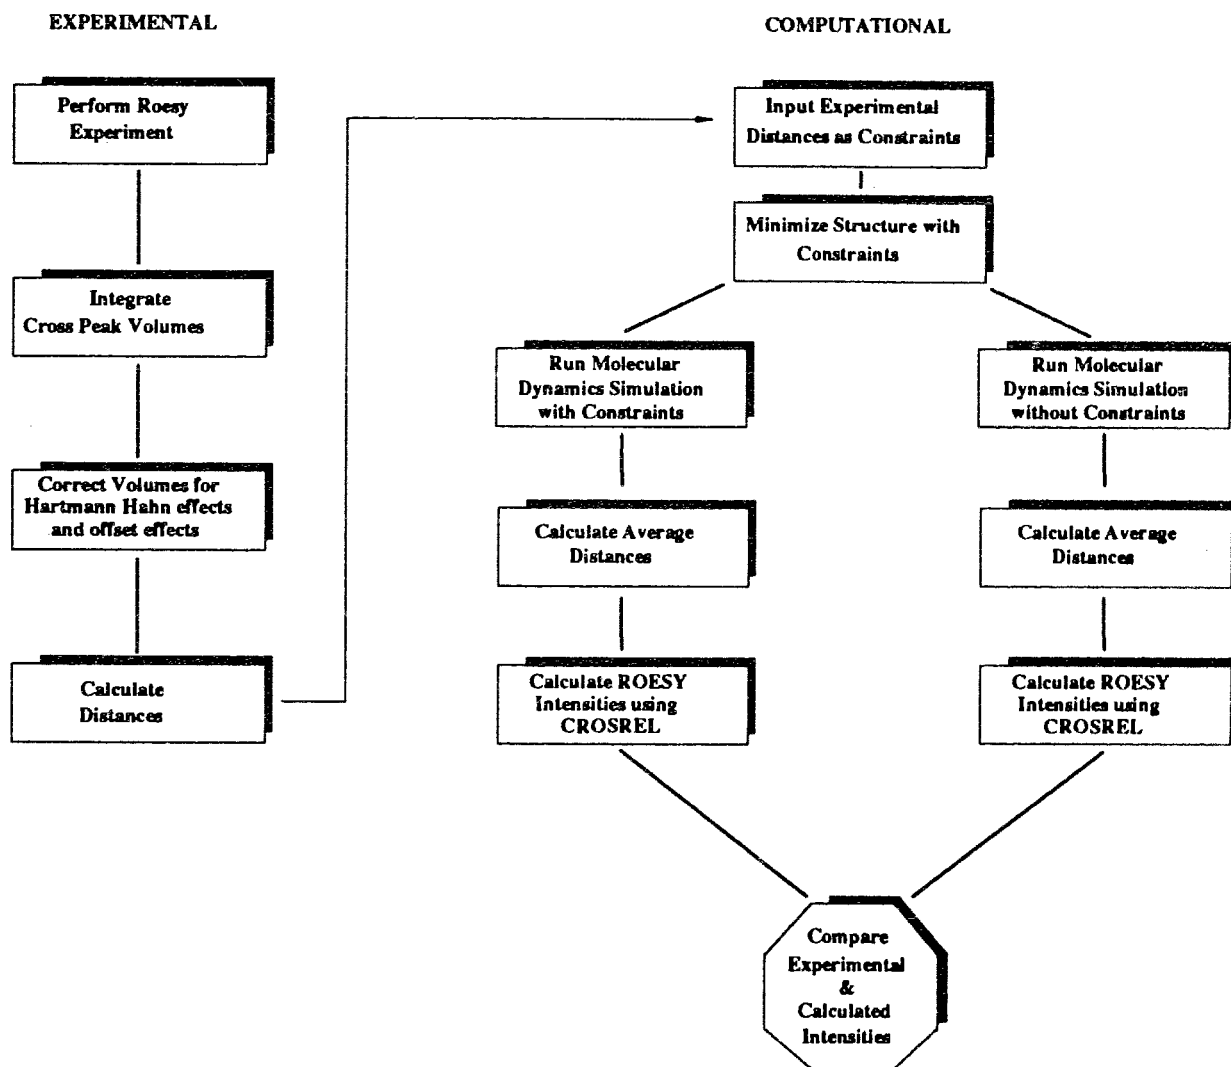 EXPERIMENTAL
Perform Roesy
Experiment
Integrate
Cross Peak Volumes
Correct Volumes for
Hartmann Hahn effects
and offset effects
Calculate
Distances
COMPUTATIONAL
Input Experimental
Distances as Constraints
Minimize Structure with
Constraints
Run Molecular
Dynamics Simulation
with Constraints
Calculate Average
Distances
Calculate ROESY
Intensities using
CROSREL
Run Molecular
Dynamics Simulation
without Constraints
Calculate Average
Distances
Calculate ROESY
Intensities using
CROSREL
Compare
Experimental
&
Calculated
Intensities